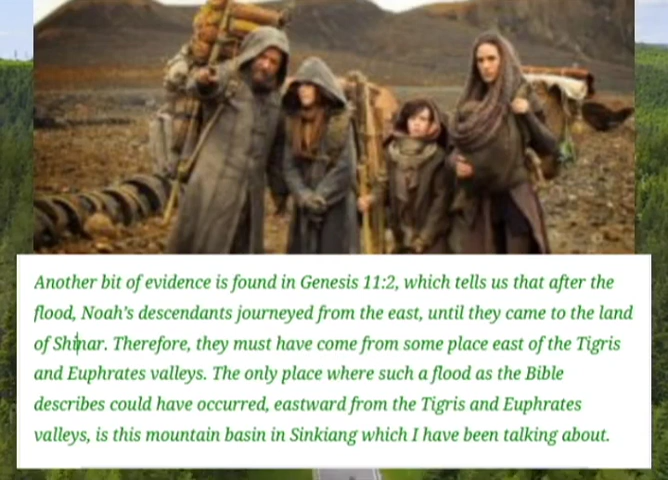 Another bit of evidence is found in Genesis 11:2, which tells us that after the
flood, Noah's descendants journeyed from the east, until they came to the land
of Shinar. Therefore, they must have come from some place east of the Tigris
and Euphrates valleys. The only place where such a flood as the Bible
describes could have occurred, eastward from the Tigris and Euphrates
valleys, is this mountain basin in Sinkiang which I have been talking about.